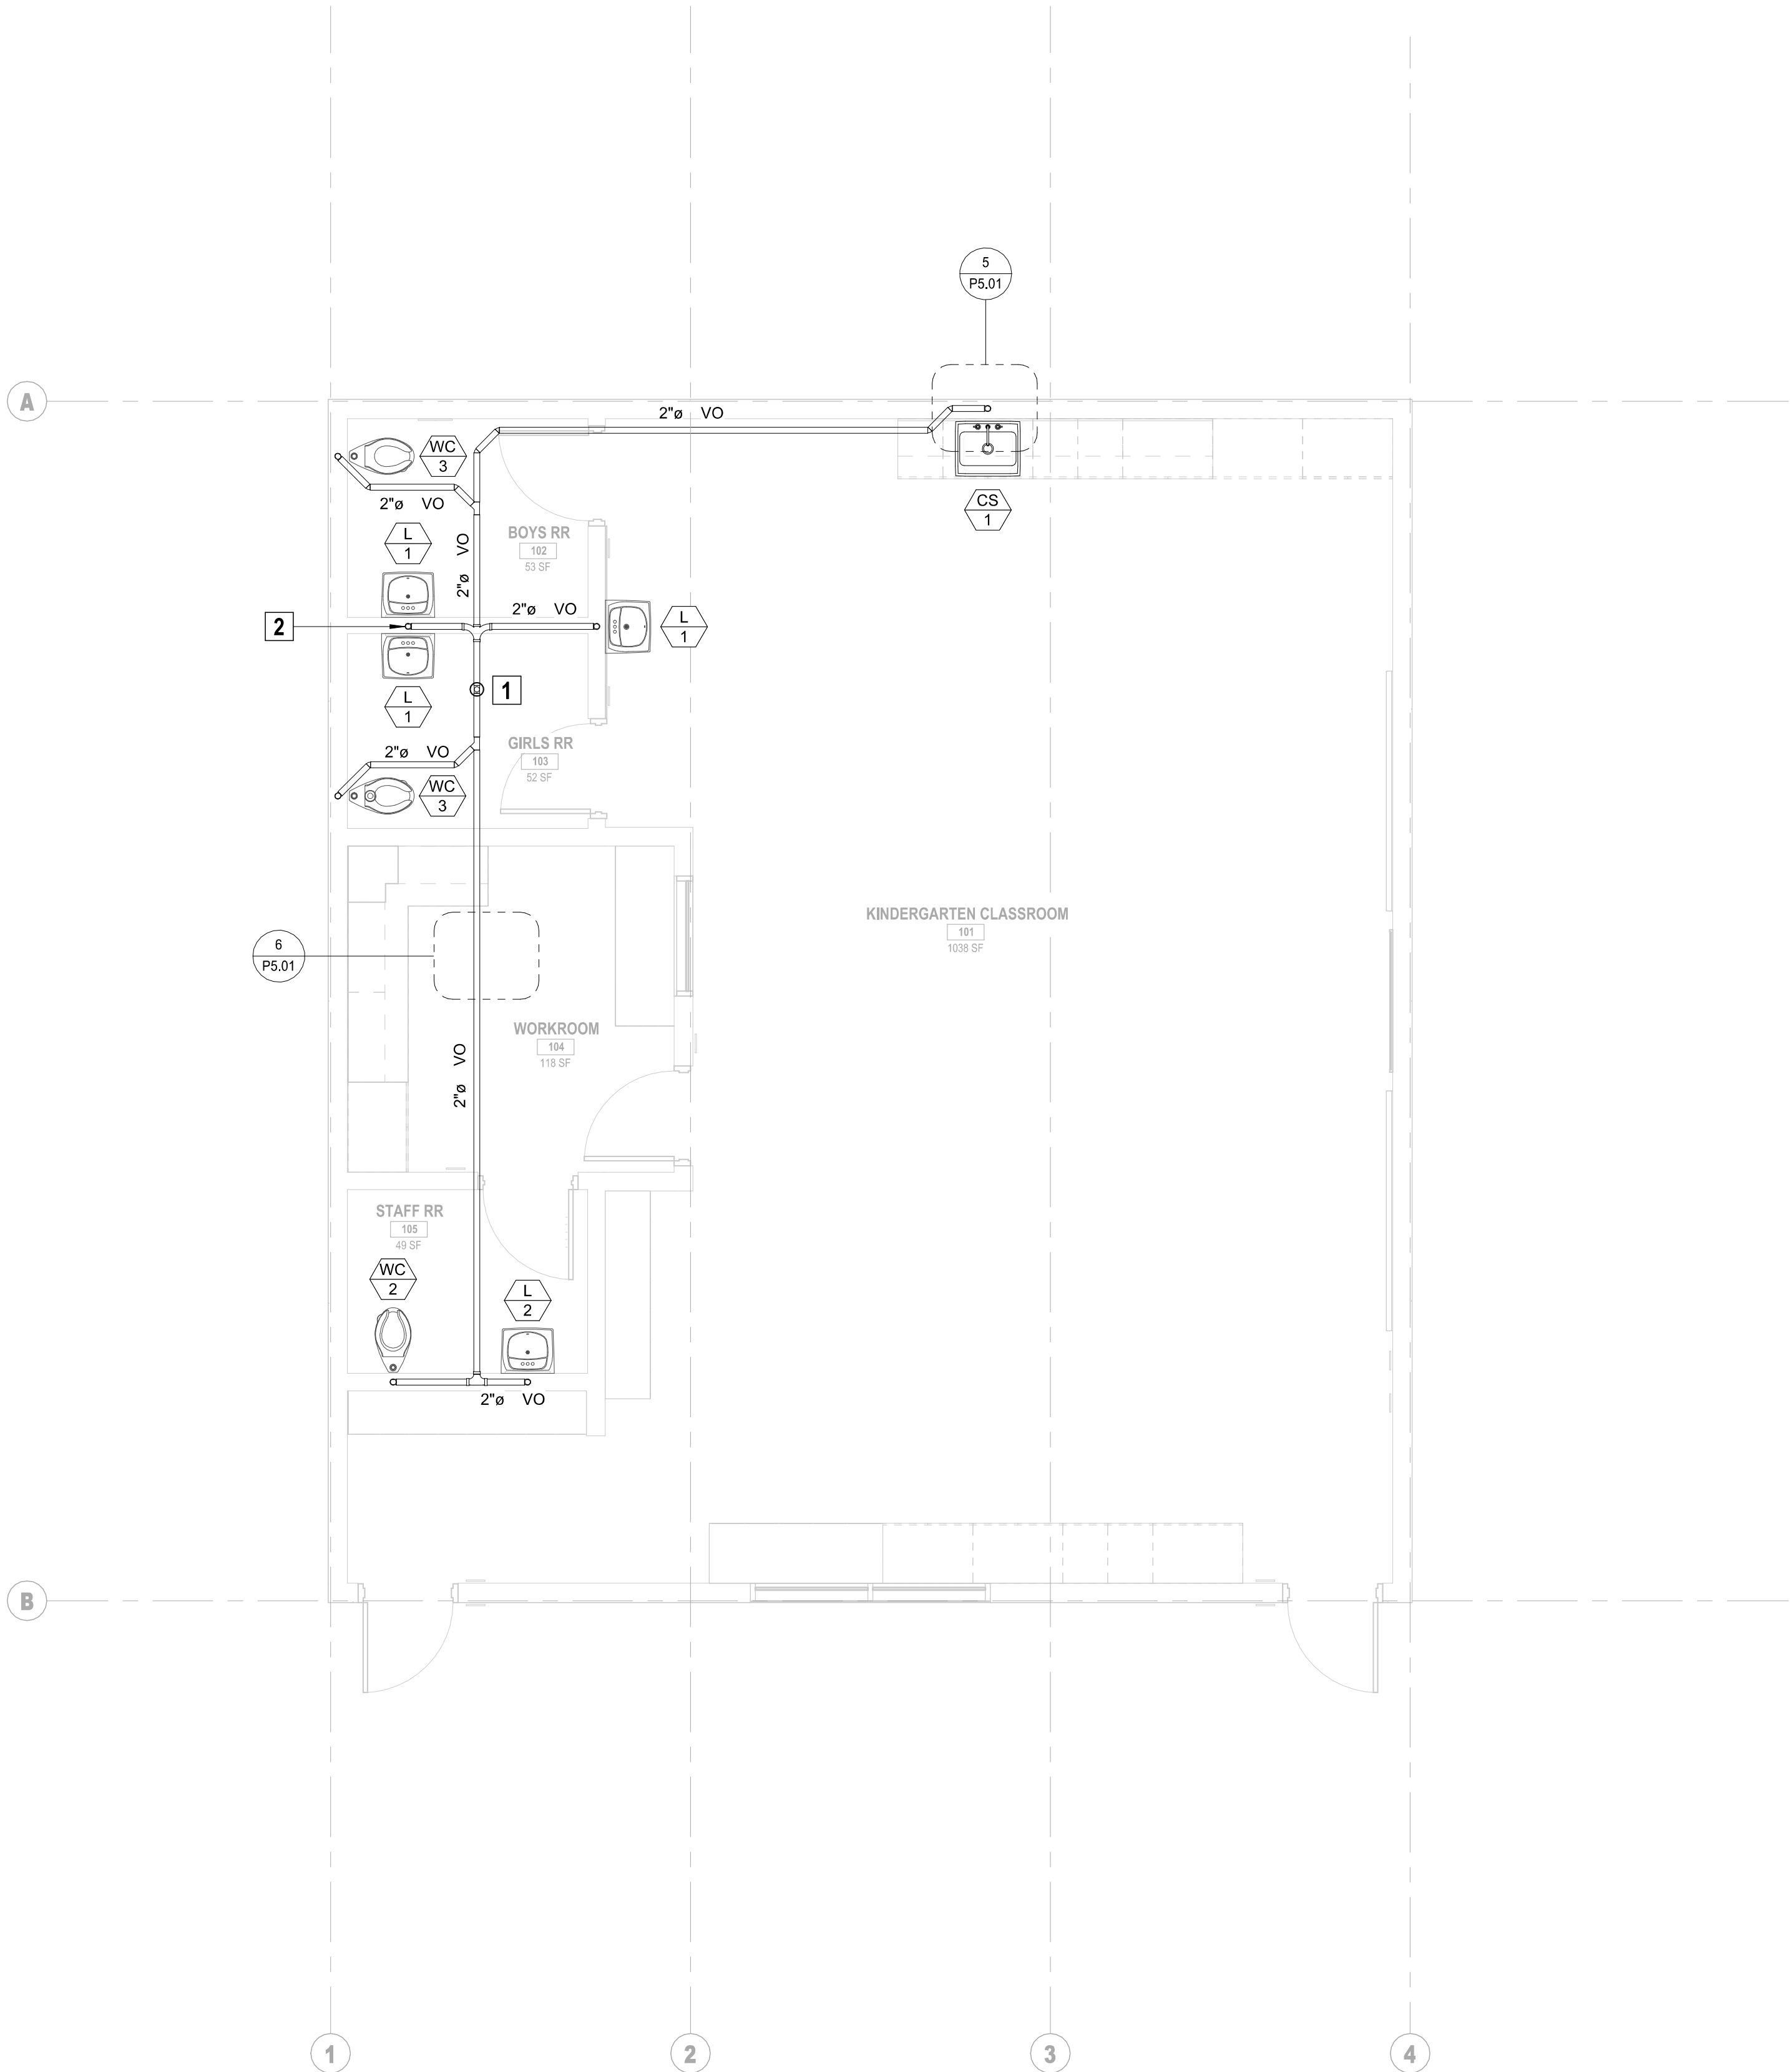 5
P5.01
A
2"ø VO
WC
3
2"ø VO
CS
1
L
1
2"ø VO
BOYS RR
102
53 SF
2"ø VO
2
L
1
1
L
1
GIRLS RR
103
52 SF
2"ø VO
WC
3
KINDERGARTEN CLASSROOM
101
1038 SF
6
P5.01
WORKROOM
104
118 SF
2"ø VO
STAFF RR
105
49 SF
WC
2
L
2
2"ø VO
B
1
2
3
4